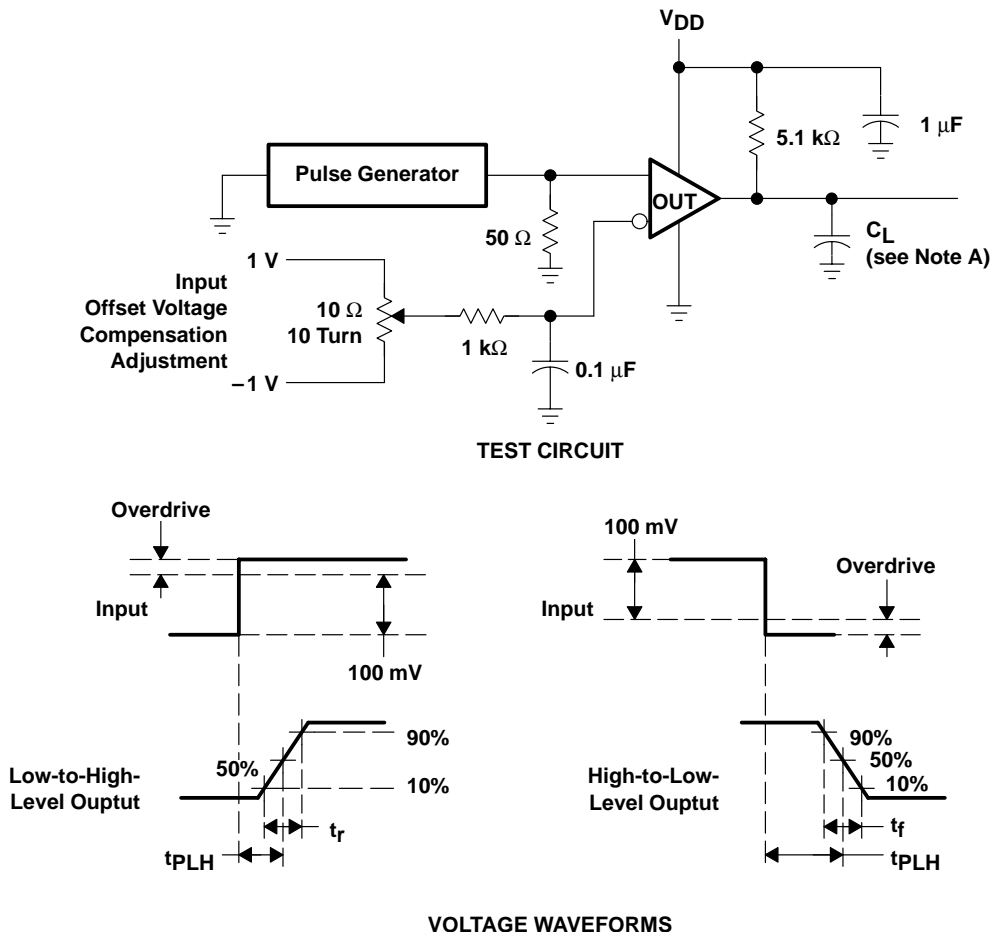 VDD
5.1 kΩ
1 μF
Pulse Generator
OUT
50 Ω
CL
(see Note A)
1 V
Input
Offset Voltage
Compensation
Adjustment
10 Ω
10 Turn
1 kΩ
0.1 μF
−1 V
TEST CIRCUIT
Overdrive
Input
100 mV
90%
50%
10%
Low-to-High-
Level Ouptut
tr
tPLH
100 mV
Overdrive
Input
90%
50%
10%
High-to-Low-
Level Ouptut
tf
tPLH
VOLTAGE WAVEFORMS